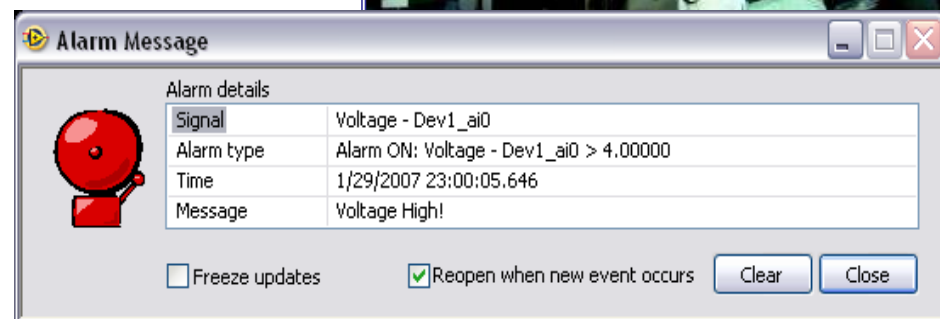 Alarm Message
Alarm details
Signal Voltage - Dev1_ai0
Alarm type Alarm ON: Voltage - Dev1_ai0 > 4.00000
Time 1/29/2007 23:00:05.646
Message Voltage High!
Freeze updates Reopen when new event occurs Clear Close